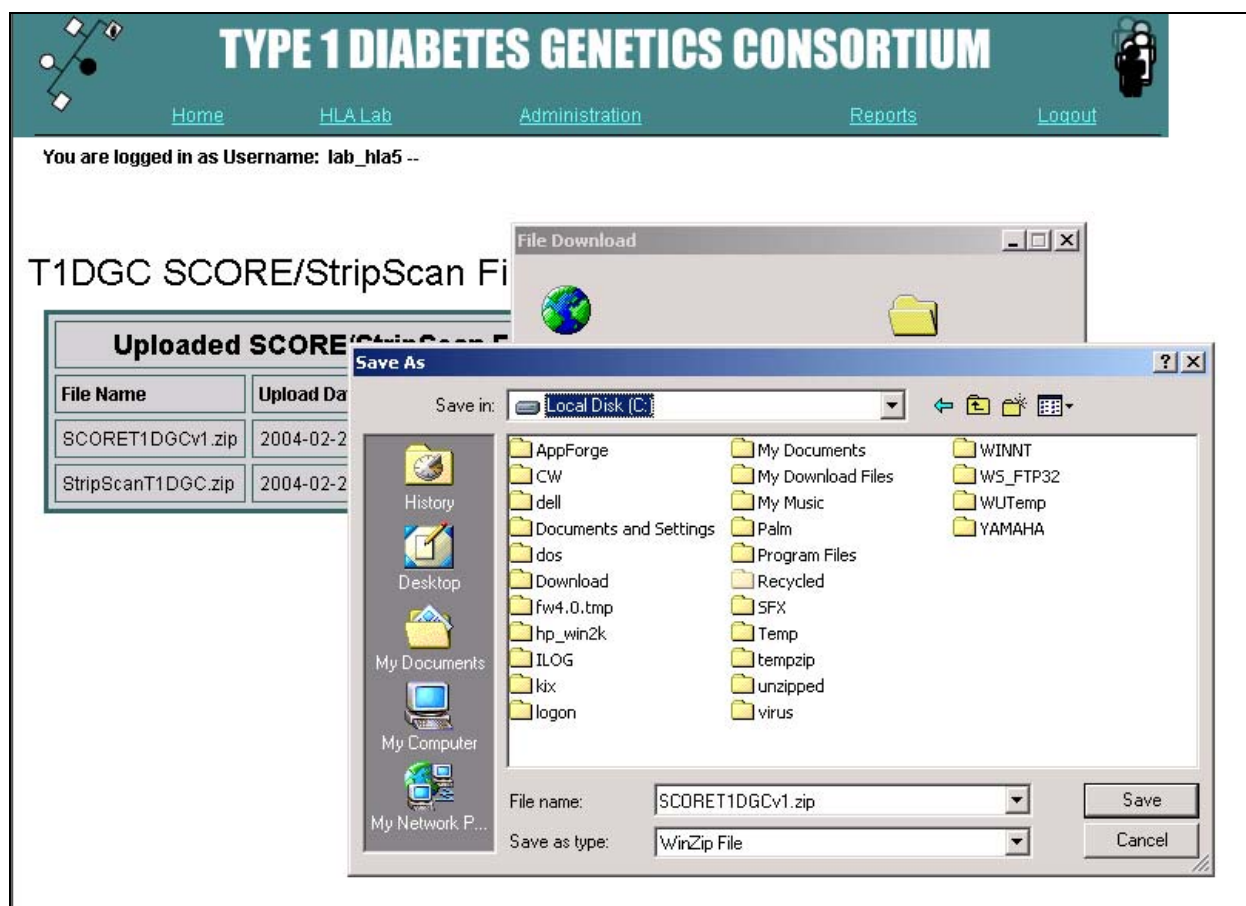 TYPE 1 DIABETES GENETICS CONSORTIUM
Home HLA Lab Administration Reports Logout
You are logged in as Username: lab_hla5 --
File Download
T1DGC SCORE/StripScan Fi
Uploaded SCORE/StripScan F
File Name Upload Da
SCORET1DGCv1.zip 2004-02-2
StripScanT1DGC.zip 2004-02-2
Save As
Save in: Local Disk (C:)
History
Desktop
My Documents
My Computer
My Network P...
AppForge
CW
dell
Documents and Settings
dos
Download
fw4.0.tmp
hp_win2k
ILOG
kix
logon
My Documents
My Download Files
My Music
Palm
Program Files
Recycled
SFX
Temp
tempzip
unzipped
virus
WINNT
WS_FTP32
WUTemp
YAMAHA
File name: SCORET1DGCv1.zip Save
Save as type: WinZip File Cancel